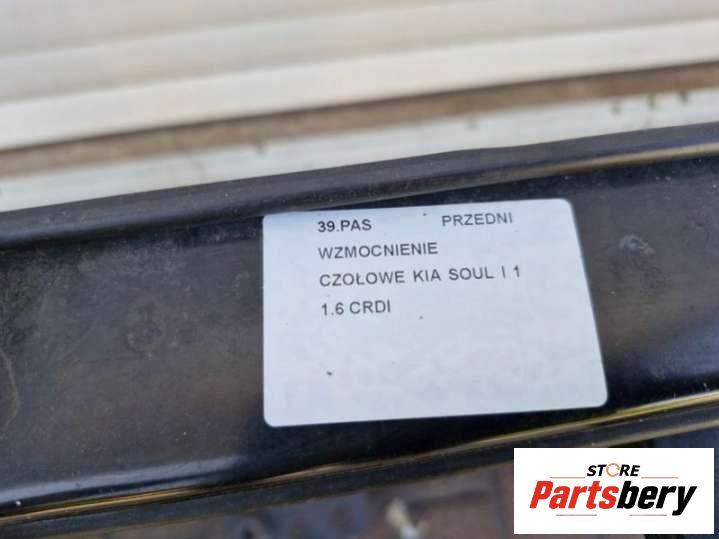 39.PAS PRZEDNI
WZMOCNIENIE
CZOŁOWE KIA SOUL I 1
1.6 CRDI
STORE
Partsbery